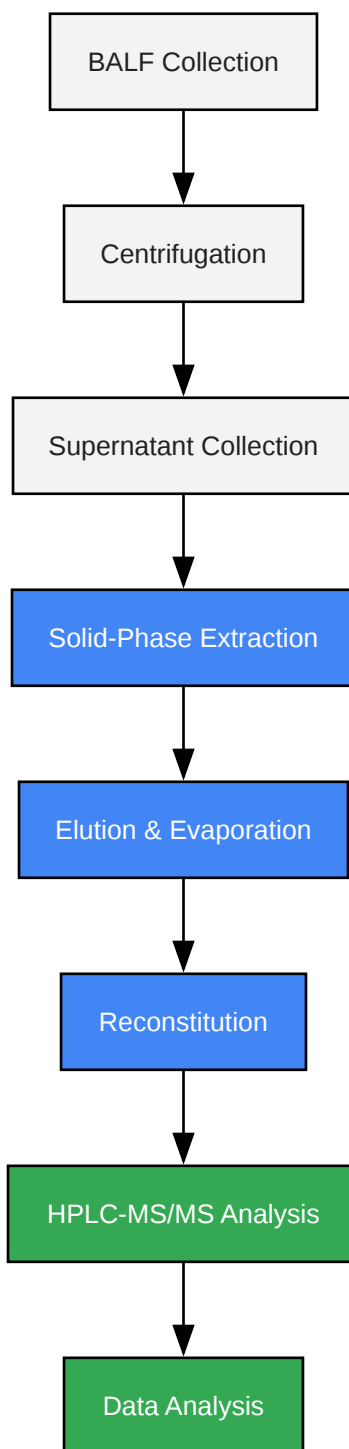 BALF Collection
Centrifugation
Supernatant Collection
Solid-Phase Extraction
Elution & Evaporation
Reconstitution
HPLC-MS/MS Analysis
Data Analysis